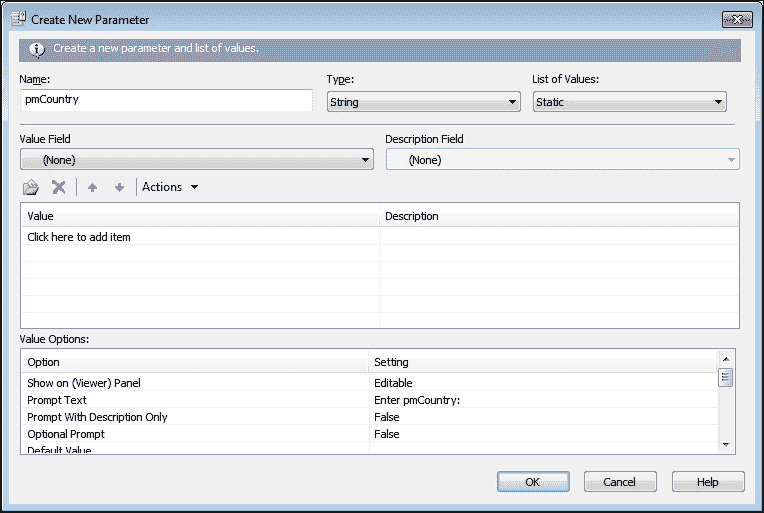 Create New Parameter
Create a new parameter and list of values.
Name: Type: List of Values:
pmCountry String Static
Value Field Description Field
(None) (None)
Actions
Value Description
Click here to add item
Value Options:
Option Setting
Show on (Viewer) Panel Editable
Prompt Text Enter pmCountry:
Prompt With Description Only False
Optional Prompt False
Default Value
OK Cancel Help